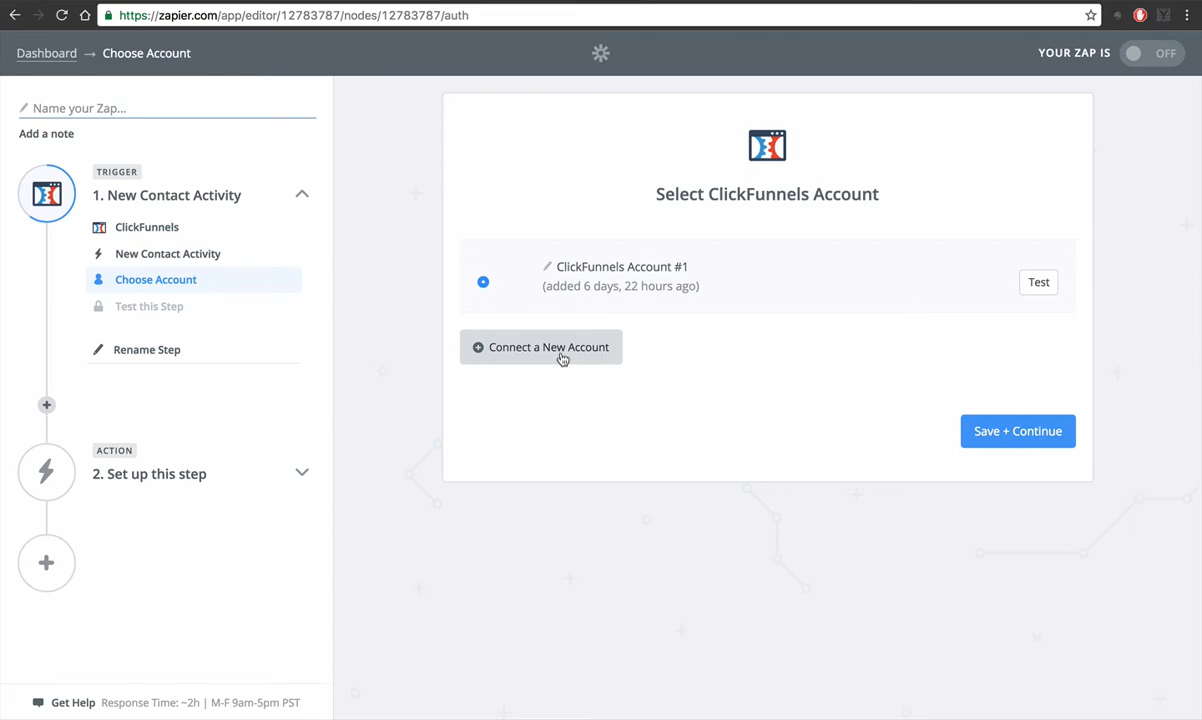 https://zapier.com/app/editor/12783787/nodes/12783787/auth
Dashboard → Choose Account
YOUR ZAP IS OFF
Name your Zap...
Add a note
TRIGGER
1. New Contact Activity
ClickFunnels
New Contact Activity
Choose Account
Test this Step
Rename Step
ACTION
2. Set up this step
Get Help Response Time: ~2h | M-F 9am-5pm PST
Select ClickFunnels Account
ClickFunnels Account #1
(added 6 days, 22 hours ago)
Test
Connect a New Account
Save + Continue